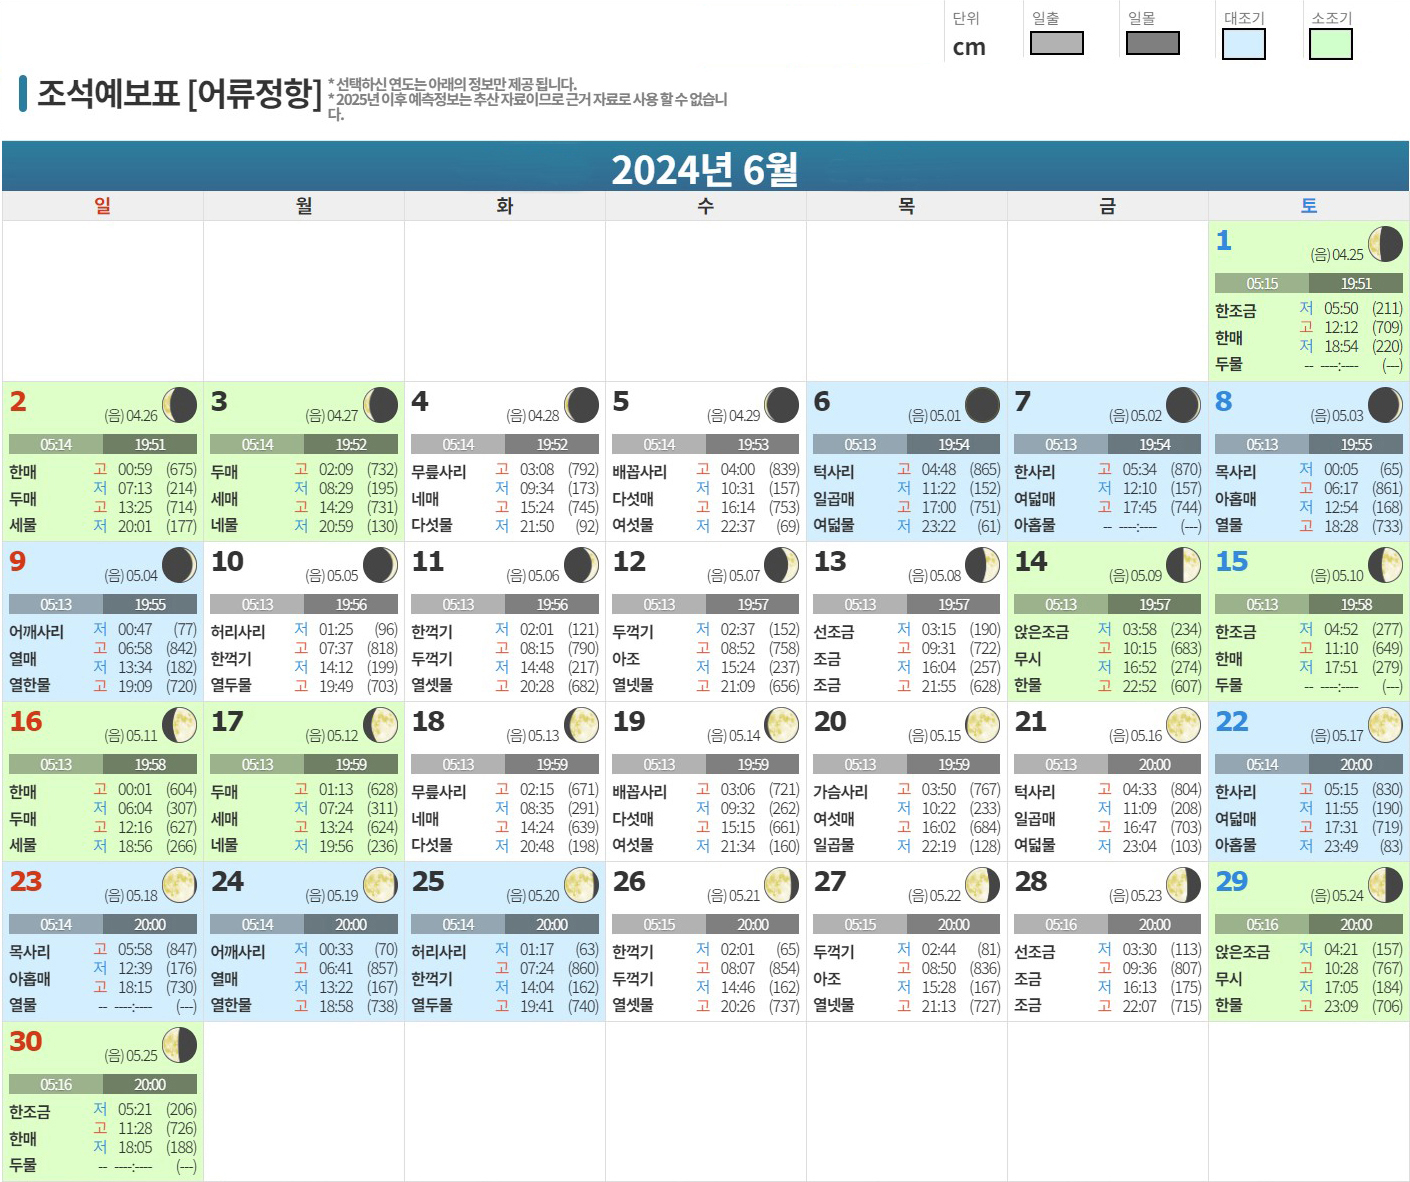 단위 일출 일몰 대조기 소조기
cm
조석예보표 [어류정항]
* 선택하신 연도는 아래의 정보만 제공 됩니다.
* 2025년 이후 예측정보는 추산 자료이므로 근거 자료로 사용 할 수 없습니
다.
2024년 6월
일 월 화 수 목 금 토
1
(음) 04.25
05:15 19:51
한조금
한매
두물
저 05:50 (211)
고 12:12 (709)
저 18:54 (220)
-- ----:---- (---)
2
(음) 04.26
05:14 19:51
한매
두매
세물
고 00:59 (675)
저 07:13 (214)
고 13:25 (714)
저 20:01 (177)
3
(음) 04.27
05:14 19:52
두매
세매
네물
고 02:09 (732)
저 08:29 (195)
고 14:29 (731)
저 20:59 (130)
4
(음) 04.28
05:14 19:52
무릎사리
네매
다섯물
고 03:08 (792)
저 09:34 (173)
고 15:24 (745)
저 21:50 (92)
5
(음) 04.29
05:14 19:53
배꼽사리
다섯매
여섯물
고 04:00 (839)
저 10:31 (157)
고 16:14 (753)
저 22:37 (69)
6
(음) 05.01
05:13 19:54
턱사리
일곱매
여덟물
고 04:48 (865)
저 11:22 (152)
고 17:00 (751)
저 23:22 (61)
7
(음) 05.02
05:13 19:54
한사리
여덟매
아홉물
고 05:34 (870)
저 12:10 (157)
고 17:45 (744)
-- ----:---- (---)
8
(음) 05.03
05:13 19:55
목사리
아홉매
열물
저 00:05 (65)
고 06:17 (861)
저 12:54 (168)
고 18:28 (733)
9
(음) 05.04
05:13 19:55
어깨사리
열매
열한물
저 00:47 (77)
고 06:58 (842)
저 13:34 (182)
고 19:09 (720)
10
(음) 05.05
05:13 19:56
허리사리
한꺽기
열두물
저 01:25 (96)
고 07:37 (818)
저 14:12 (199)
고 19:49 (703)
11
(음) 05.06
05:13 19:56
한꺽기
두꺽기
열셋물
저 02:01 (121)
고 08:15 (790)
저 14:48 (217)
고 20:28 (682)
12
(음) 05.07
05:13 19:57
두꺽기
아조
열넷물
저 02:37 (152)
고 08:52 (758)
저 15:24 (237)
고 21:09 (656)
13
(음) 05.08
05:13 19:57
선조금
조금
조금
저 03:15 (190)
고 09:31 (722)
저 16:04 (257)
고 21:55 (628)
14
(음) 05.09
05:13 19:57
앉은조금
무시
한물
저 03:58 (234)
고 10:15 (683)
저 16:52 (274)
고 22:52 (607)
15
(음) 05.10
05:13 19:58
한조금
한매
두물
저 04:52 (277)
고 11:10 (649)
저 17:51 (279)
-- ----:---- (---)
16
(음) 05.11
05:13 19:58
한매
두매
세물
고 00:01 (604)
저 06:04 (307)
고 12:16 (627)
저 18:56 (266)
17
(음) 05.12
05:13 19:59
두매
세매
네물
고 01:13 (628)
저 07:24 (311)
고 13:24 (624)
저 19:56 (236)
18
(음) 05.13
05:13 19:59
무릎사리
네매
다섯물
고 02:15 (671)
저 08:35 (291)
고 14:24 (639)
저 20:48 (198)
19
(음) 05.14
05:13 19:59
배꼽사리
다섯매
여섯물
고 03:06 (721)
저 09:32 (262)
고 15:15 (661)
저 21:34 (160)
20
(음) 05.15
05:13 19:59
가슴사리
여섯매
일곱물
고 03:50 (767)
저 10:22 (233)
고 16:02 (684)
저 22:19 (128)
21
(음) 05.16
05:13 20:00
턱사리
일곱매
여덟물
고 04:33 (804)
저 11:09 (208)
고 16:47 (703)
저 23:04 (103)
22
(음) 05.17
05:14 20:00
한사리
여덟매
아홉물
고 05:15 (830)
저 11:55 (190)
고 17:31 (719)
저 23:49 (83)
23
(음) 05.18
05:14 20:00
목사리
아홉매
열물
고 05:58 (847)
저 12:39 (176)
고 18:15 (730)
-- ----:---- (---)
24
(음) 05.19
05:14 20:00
어깨사리
열매
열한물
저 00:33 (70)
고 06:41 (857)
저 13:22 (167)
고 18:58 (738)
25
(음) 05.20
05:14 20:00
허리사리
한꺽기
열두물
저 01:17 (63)
고 07:24 (860)
저 14:04 (162)
고 19:41 (740)
26
(음) 05.21
05:15 20:00
한꺽기
두꺽기
열셋물
저 02:01 (65)
고 08:07 (854)
저 14:46 (162)
고 20:26 (737)
27
(음) 05.22
05:15 20:00
두꺽기
아조
열넷물
저 02:44 (81)
고 08:50 (836)
저 15:28 (167)
고 21:13 (727)
28
(음) 05.23
05:16 20:00
선조금
조금
조금
저 03:30 (113)
고 09:36 (807)
저 16:13 (175)
고 22:07 (715)
29
(음) 05.24
05:16 20:00
앉은조금
무시
한물
저 04:21 (157)
고 10:28 (767)
저 17:05 (184)
고 23:09 (706)
30
(음) 05.25
05:16 20:00
한조금
한매
두물
저 05:21 (206)
고 11:28 (726)
저 18:05 (188)
-- ----:---- (---)